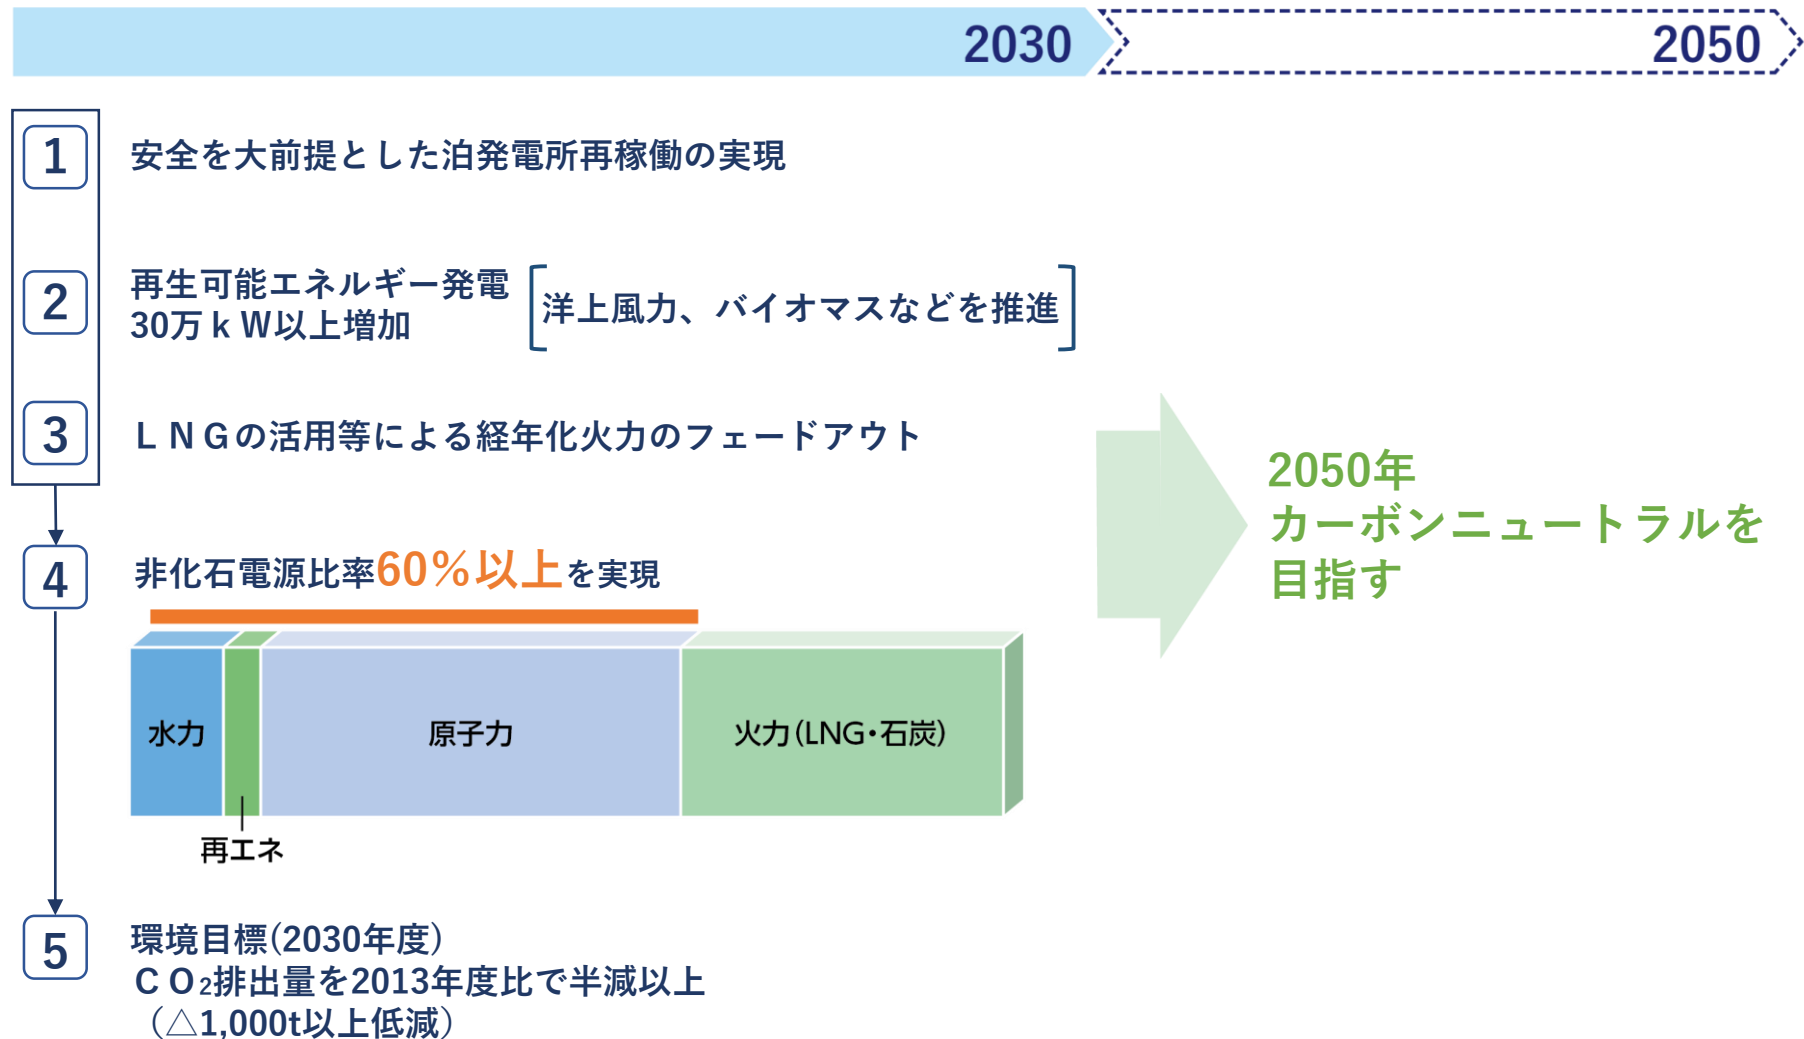 2030
2050
1
安全を大前提とした泊発電所再稼働の実現
2
再生可能エネルギー発電
30万ｋＷ以上増加
洋上風力、バイオマスなどを推進
3
ＬＮＧの活用等による経年化火力のフェードアウト
2050年
カーボンニュートラルを
目指す
4
非化石電源比率60％以上を実現
水力
原子力
火力(LNG・石炭)
再エネ
5
環境目標(2030年度)
ＣＯ₂排出量を2013年度比で半減以上
（△1,000t以上低減）